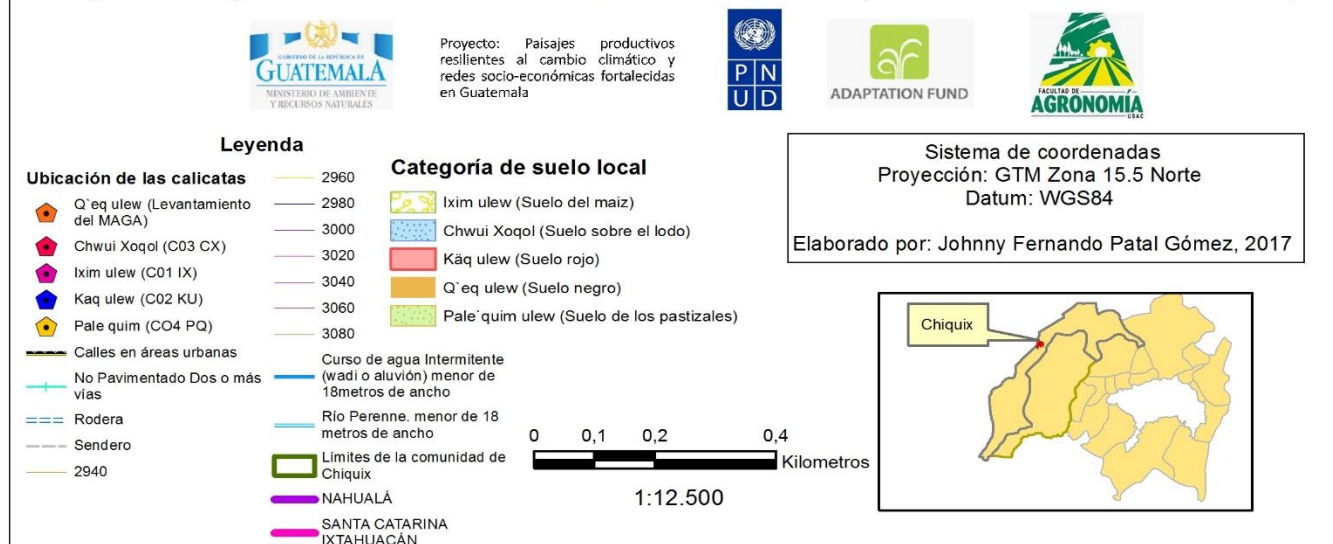 GOBIERNO DE LA REPÚBLICA DE
GUATEMALA
MINISTERIO DE AMBIENTE
Y RECURSOS NATURALES
Proyecto: Paisajes productivos
resilientes al cambio climático y
redes socio-económicas fortalecidas
en Guatemala
P N
U D
ADAPTATION FUND
FACULTAD DE
AGRONOMÍA
USAC
Leyenda
Ubicación de las calicatas
Q`eq ulew (Levantamiento
del MAGA)
Chwui Xoqol (C03 CX)
Ixim ulew (C01 IX)
Kaq ulew (C02 KU)
Pale quim (CO4 PQ)
Calles en áreas urbanas
No Pavimentado Dos o más
vías
Rodera
Sendero
2940
2960
2980
3000
3020
3040
3060
3080
Curso de agua Intermitente
(wadi o aluvión) menor de
18metros de ancho
Río Perenne. menor de 18
metros de ancho
Límites de la comunidad de
Chiquix
NAHUALÁ
SANTA CATARINA
IXTAHUACÁN
Categoría de suelo local
Ixim ulew (Suelo del maiz)
Chwui Xoqol (Suelo sobre el lodo)
Käq ulew (Suelo rojo)
Q`eq ulew (Suelo negro)
Pale`quim ulew (Suelo de los pastizales)
0 0,1 0,2 0,4
Kilometros
1:12.500
Sistema de coordenadas
Proyección: GTM Zona 15.5 Norte
Datum: WGS84
Elaborado por: Johnny Fernando Patal Gómez, 2017
Chiquix